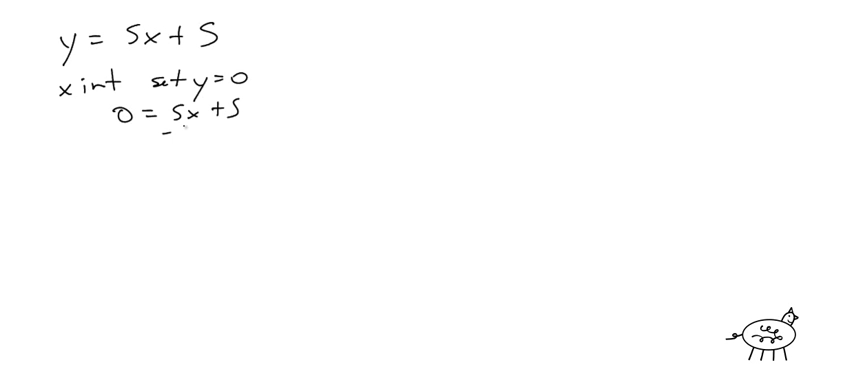 y = 5x + 5
x int set y = 0
0 = 5x + 5
-